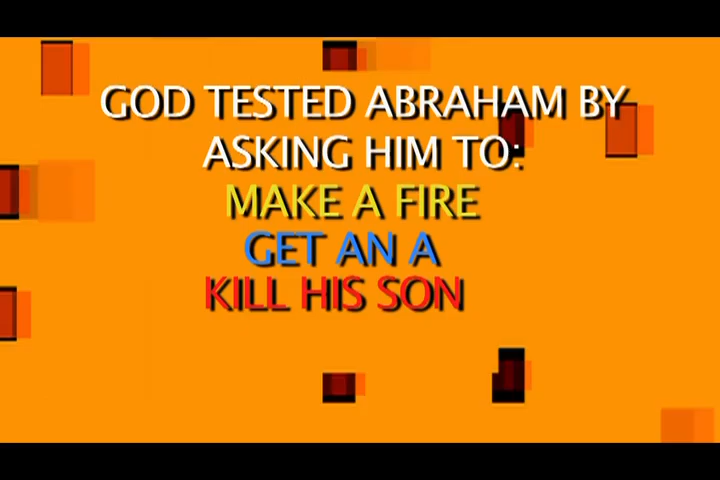 GOD TESTED ABRAHAM BY
ASKING HIM TO:
MAKE A FIRE
GET AN A
KILL HIS SON